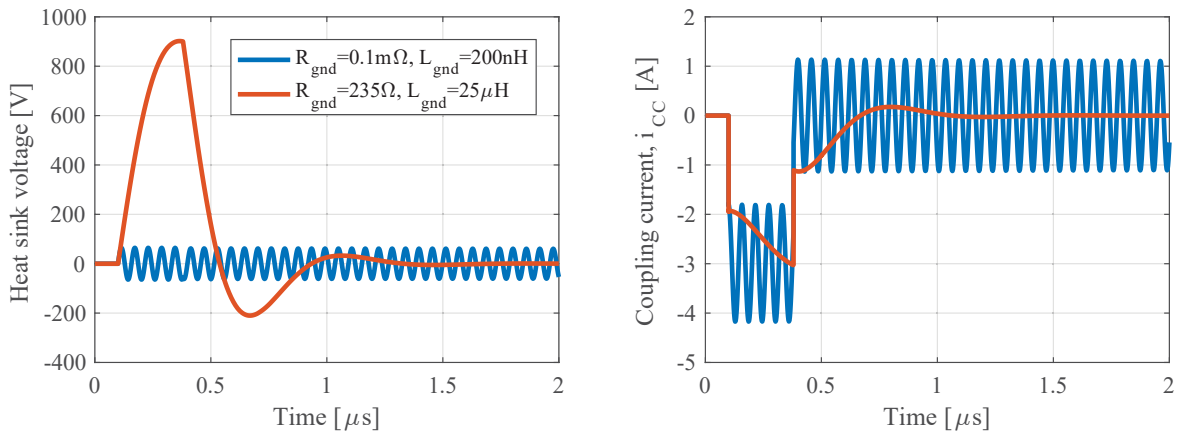 1000
800
600
400
200
0
-200
-400
Heat sink voltage [V]
R_gnd=0.1mΩ, L_gnd=200nH
R_gnd=235Ω, L_gnd=25μH
0 0.5 1 1.5 2
Time [μs]
2
1
0
-1
-2
-3
-4
-5
Coupling current, i_CC [A]
0 0.5 1 1.5 2
Time [μs]